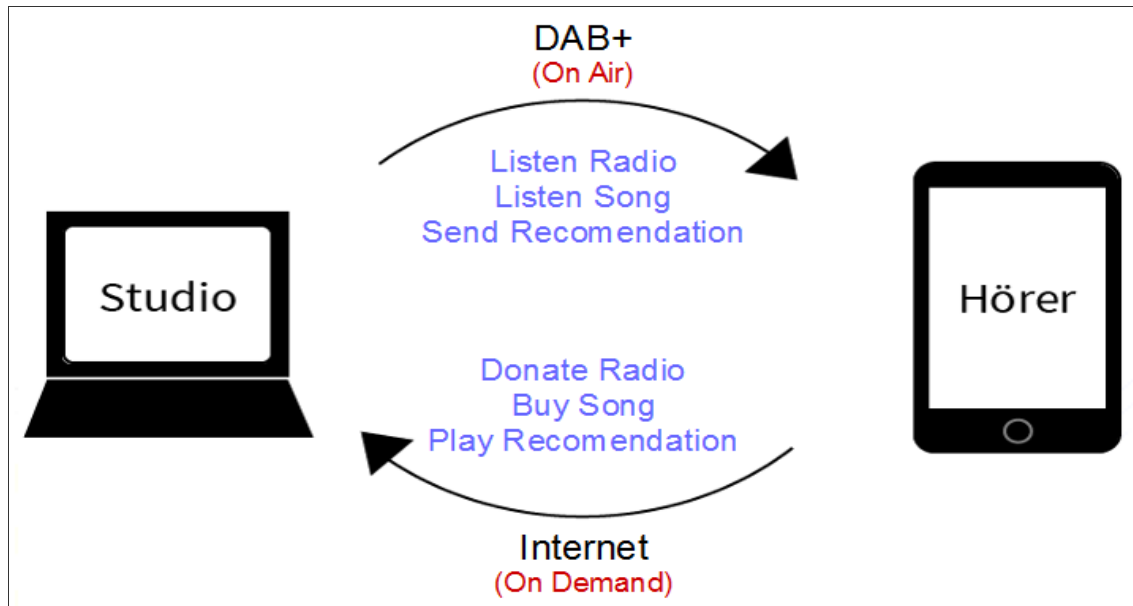 DAB+
(On Air)
Listen Radio
Listen Song
Send Recomendation
Studio
Hörer
Donate Radio
Buy Song
Play Recomendation
Internet
(On Demand)